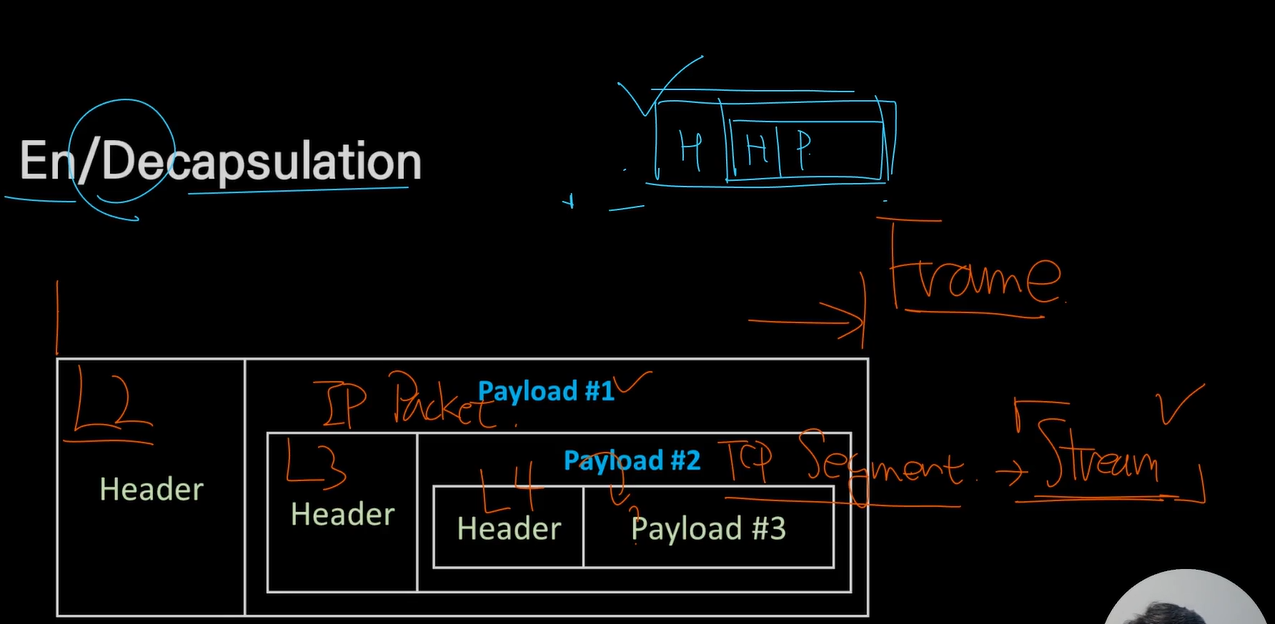 H H P
En/Decapsulation
+ –
Frame
L2
IP Packet.
Payload #1
L3
Payload #2
TCP Segment. → Stream
L4
Header
Header
Header
?
Payload #3